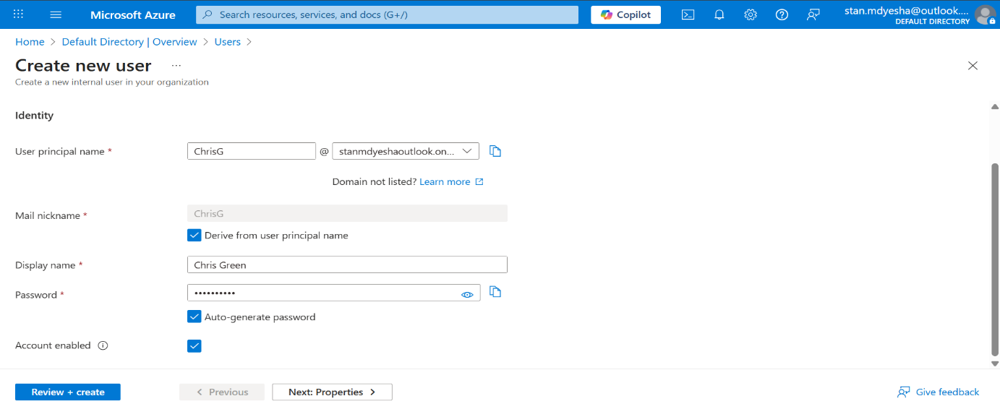 Microsoft Azure
Search resources, services, and docs (G+/)
Copilot
stan.mdyesha@outlook....
DEFAULT DIRECTORY
Home > Default Directory | Overview > Users >
Create new user ...
Create a new internal user in your organization
Identity
User principal name * ChrisG @ stanmdyeshaoutlook.on...
Domain not listed? Learn more
Mail nickname * ChrisG
Derive from user principal name
Display name * Chris Green
Password * ••••••••••
Auto-generate password
Account enabled
Review + create < Previous Next: Properties > Give feedback